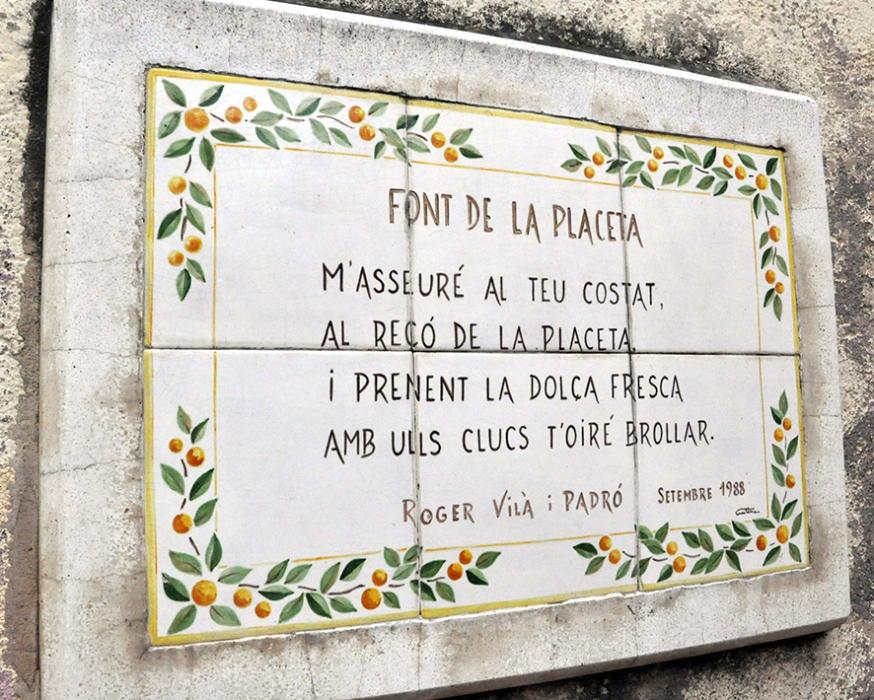 FONT DE LA PLACETA
M'ASSEURÉ AL TEU COSTAT,
AL REÇÓ DE LA PLACETA.
i PRENENT LA DOLÇA FRESCA
AMB ULLS CLUCS T'OIRÉ BROLLAR.
ROGER VILÀ i PADRÓ SETEMBRE 1988